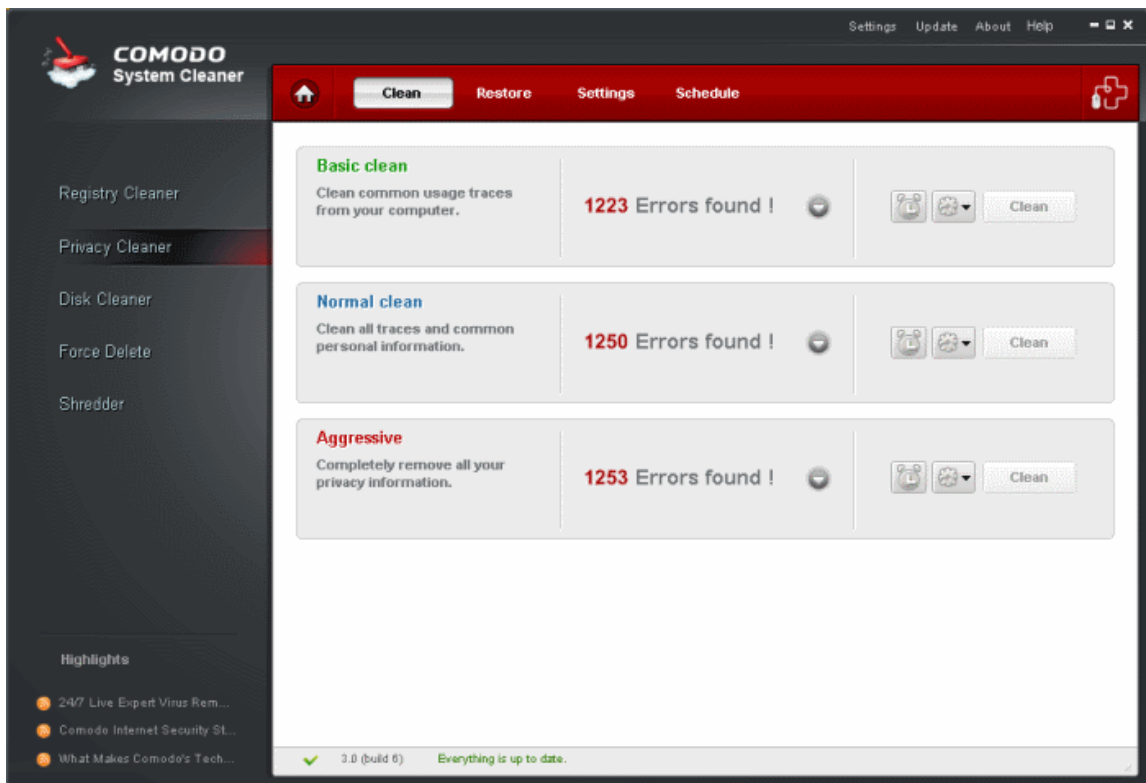 Settings Update About Help
COMODO
System Cleaner
Clean Restore Settings Schedule
Registry Cleaner
Privacy Cleaner
Disk Cleaner
Force Delete
Shredder
Basic clean
Clean common usage traces
from your computer.
1223 Errors found !
Clean
Normal clean
Clean all traces and common
personal information.
1250 Errors found !
Clean
Aggressive
Completely remove all your
privacy information.
1253 Errors found !
Clean
Highlights
24/7 Live Expert Virus Rem...
Comodo Internet Security St...
What Makes Comodo's Tech...
3.0 (build 6) Everything is up to date.